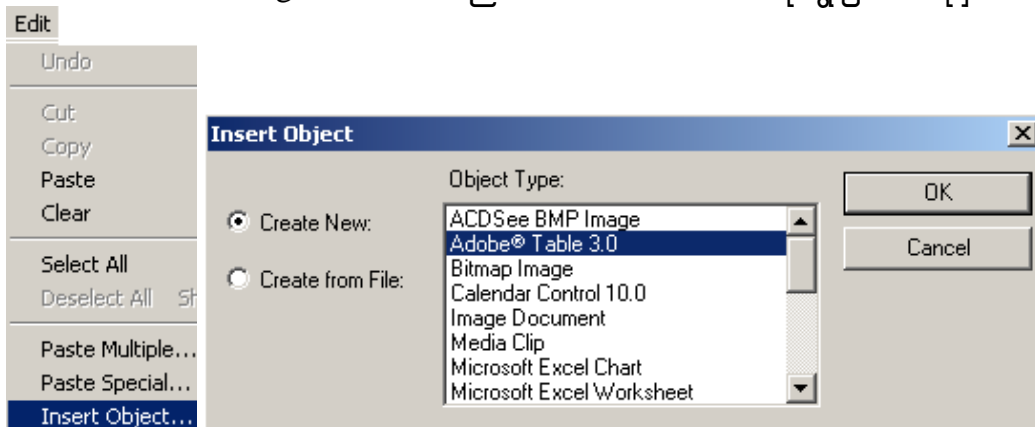 Edit
Undo
Cut
Copy
Paste
Clear
Select All
Deselect All
Paste Multiple...
Paste Special...
Insert Object...
Insert Object
Object Type:
Create New:
Create from File:
ACDSee BMP Image
Adobe® Table 3.0
Bitmap Image
Calendar Control 10.0
Image Document
Media Clip
Microsoft Excel Chart
Microsoft Excel Worksheet
OK
Cancel